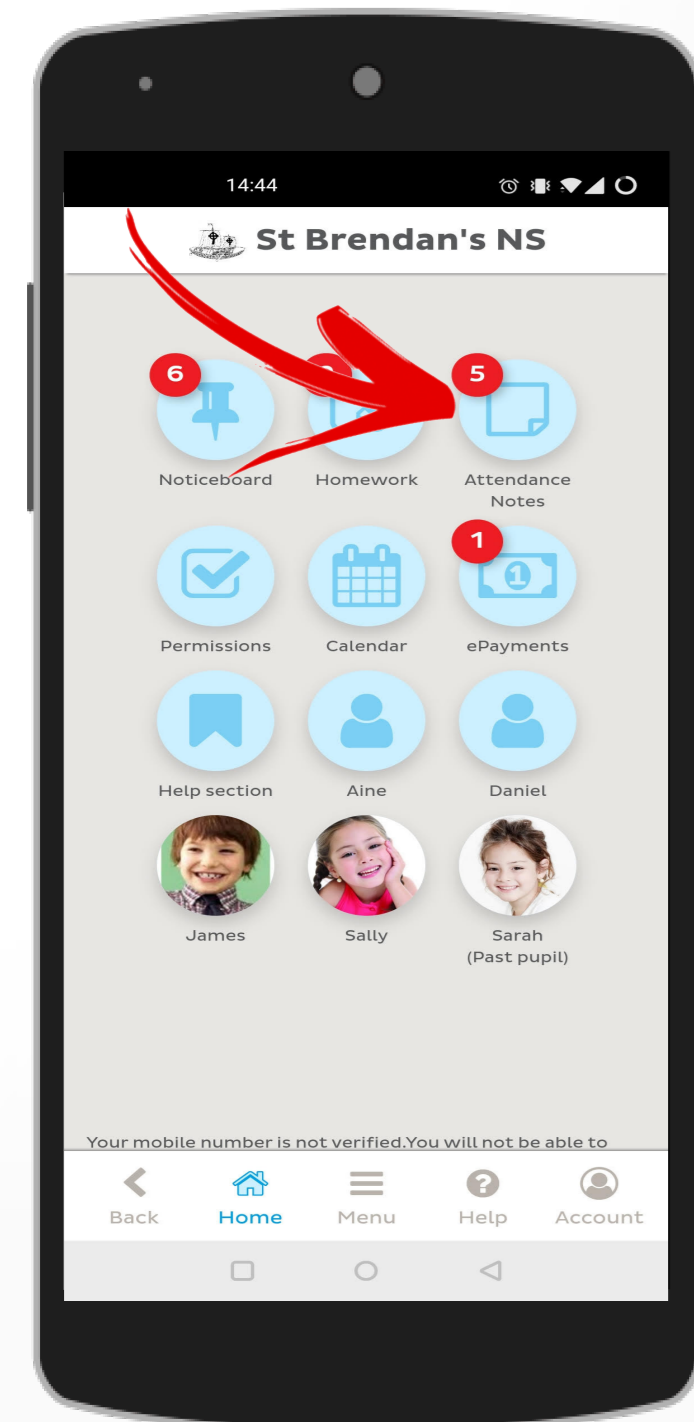 14:44
St Brendan's NS
6
5
Noticeboard
Homework
Attendance
Notes
1
1
Permissions
Calendar
ePayments
Help section
Aine
Daniel
James
Sally
Sarah
(Past pupil)
Your mobile number is not verified.You will not be able to
Back
Home
Menu
Help
Account